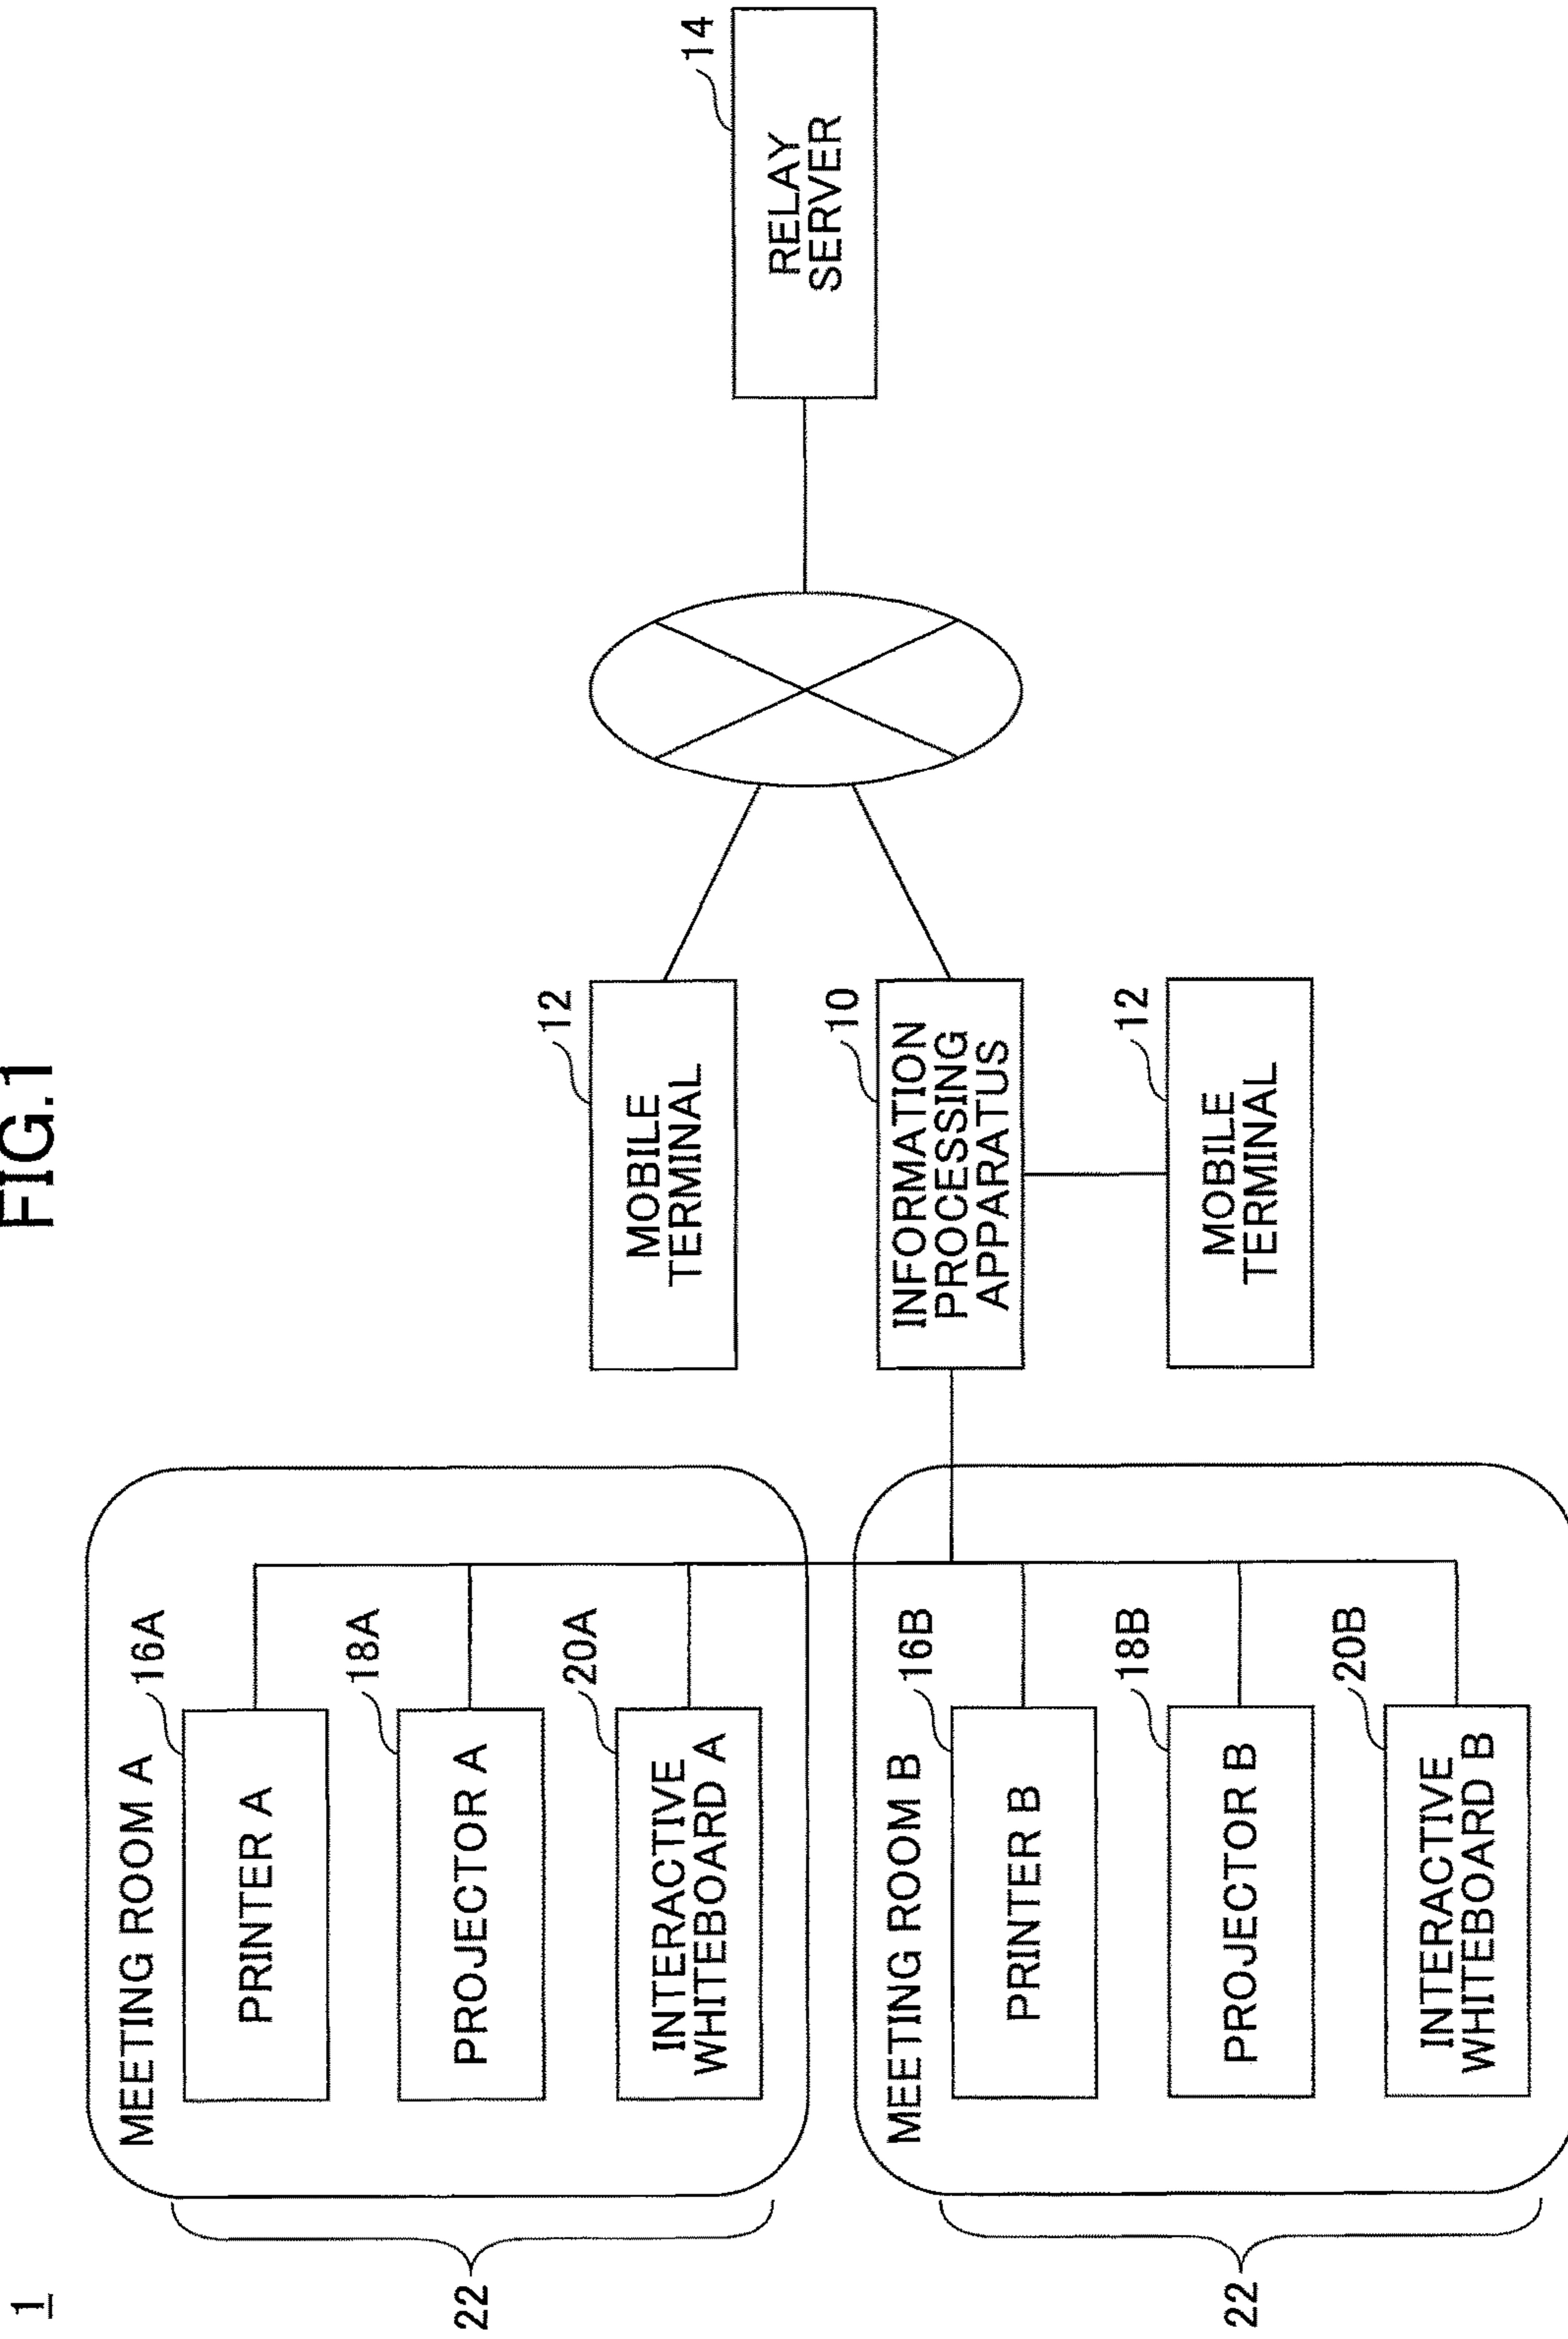 FIG.1
1
MEETING ROOM A
16A
PRINTER A
18A
PROJECTOR A
20A
INTERACTIVE
WHITEBOARD A
22
MEETING ROOM B
16B
PRINTER B
18B
PROJECTOR B
20B
INTERACTIVE
WHITEBOARD B
22
12
MOBILE
TERMINAL
10
INFORMATION
PROCESSING
APPARATUS
12
MOBILE
TERMINAL
14
RELAY
SERVER